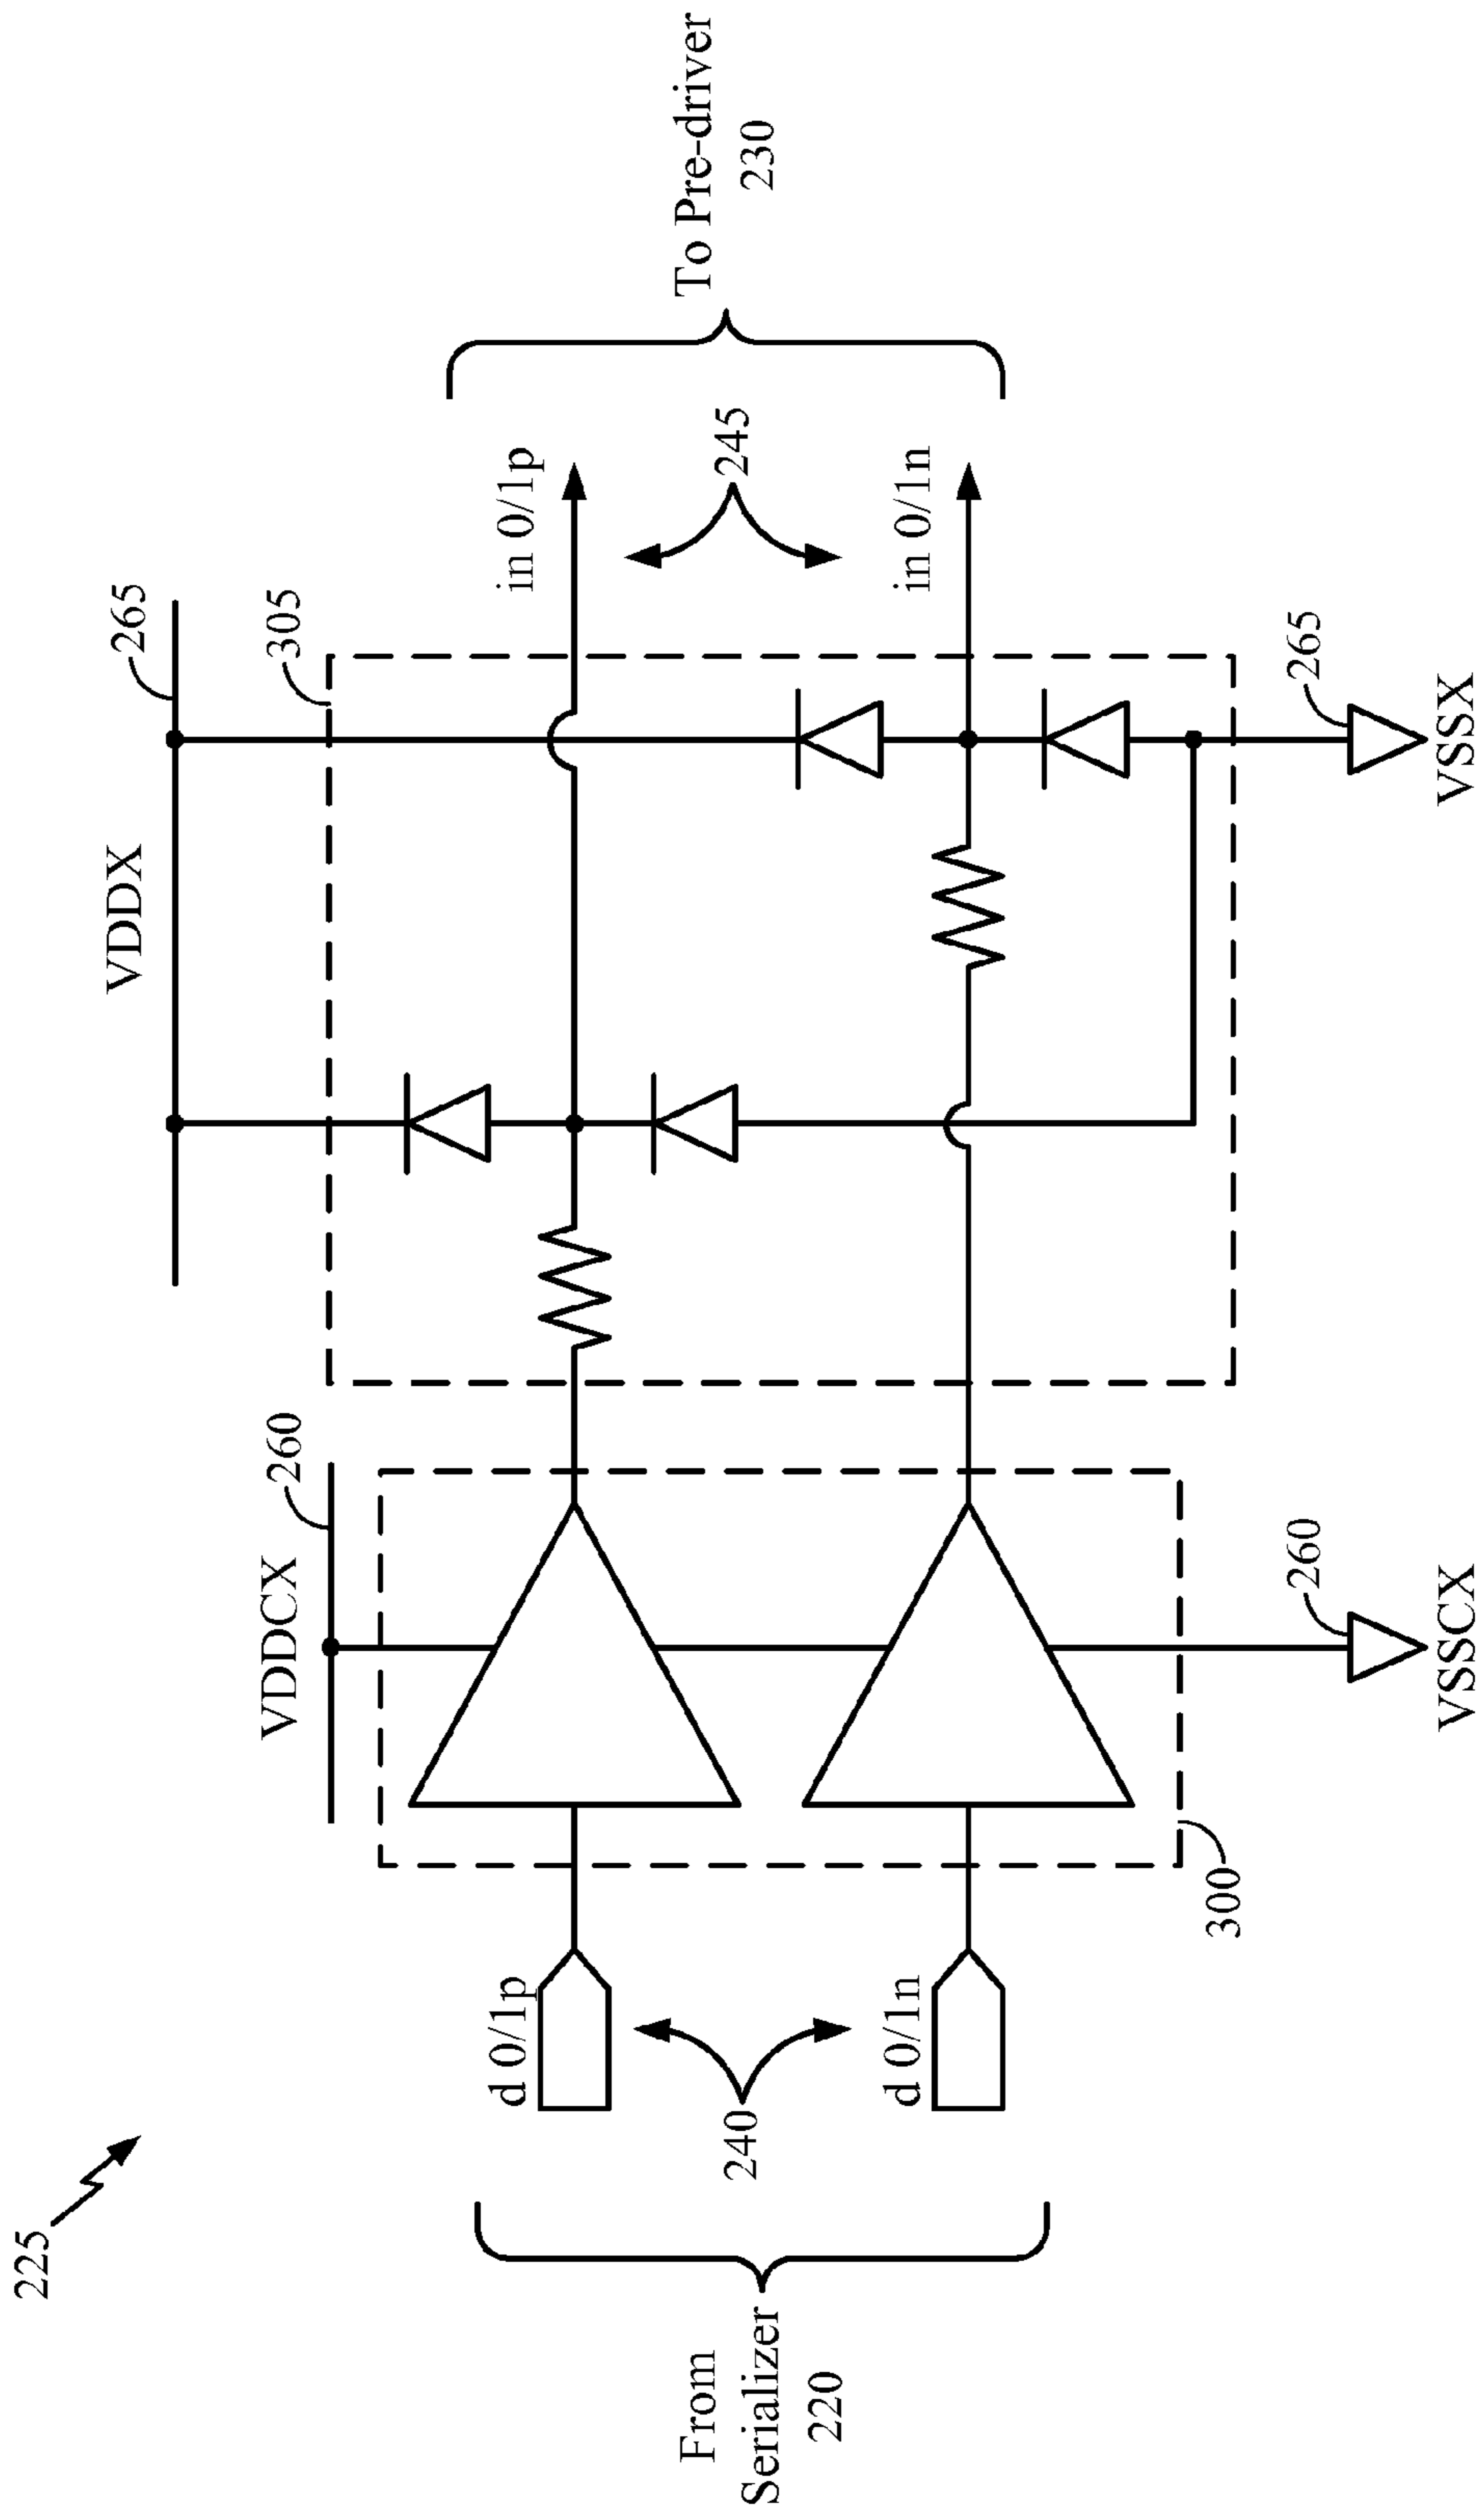 225
VDDX
265
VDDCX
260
305
d 0/1p
in 0/1p
From
Serializer
220
240
245
To Pre-driver
230
d 0/1n
in 0/1n
300
260
265
VSSCX
VSSX